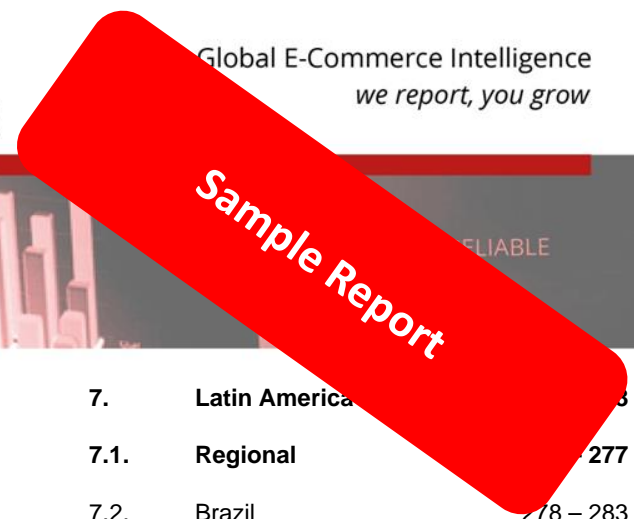 Global E-Commerce Intelligence
we report, you grow
Sample Report
7. Latin America
7.1. Regional 277
7.2. Brazil 278 – 283